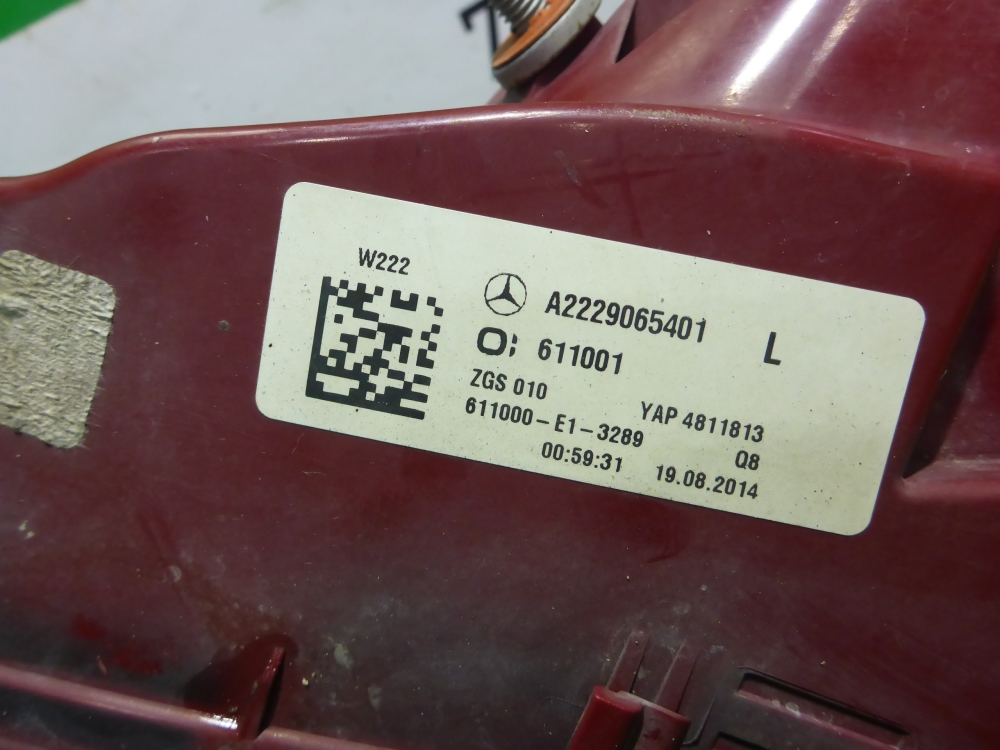 W222
A2229065401
L
611001
ZGS 010
YAP 4811813
611000-E1-3289
Q8
00:59:31 19.08.2014